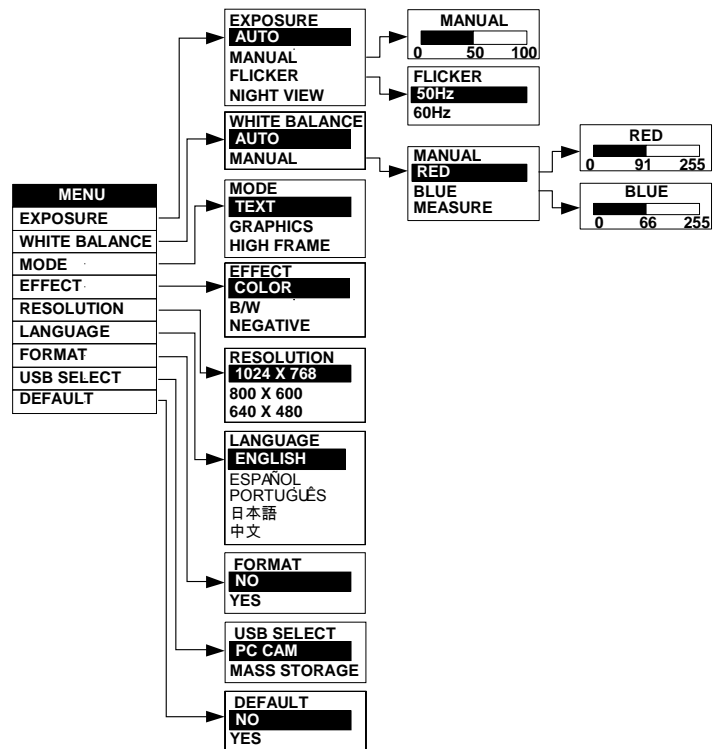 MENU
EXPOSURE
WHITE BALANCE
MODE
EFFECT
RESOLUTION
LANGUAGE
FORMAT
USB SELECT
DEFAULT
EXPOSURE
AUTO
MANUAL
FLICKER
NIGHT VIEW
MANUAL
0 50 100
FLICKER
50Hz
60Hz
WHITE BALANCE
AUTO
MANUAL
MANUAL
RED
BLUE
MEASURE
RED
0 91 255
BLUE
0 66 255
MODE
TEXT
GRAPHICS
HIGH FRAME
EFFECT
COLOR
B/W
NEGATIVE
RESOLUTION
1024 X 768
800 X 600
640 X 480
LANGUAGE
ENGLISH
ESPAÑOL
PORTUGUÊS
日本語
中文
FORMAT
NO
YES
USB SELECT
PC CAM
MASS STORAGE
DEFAULT
NO
YES